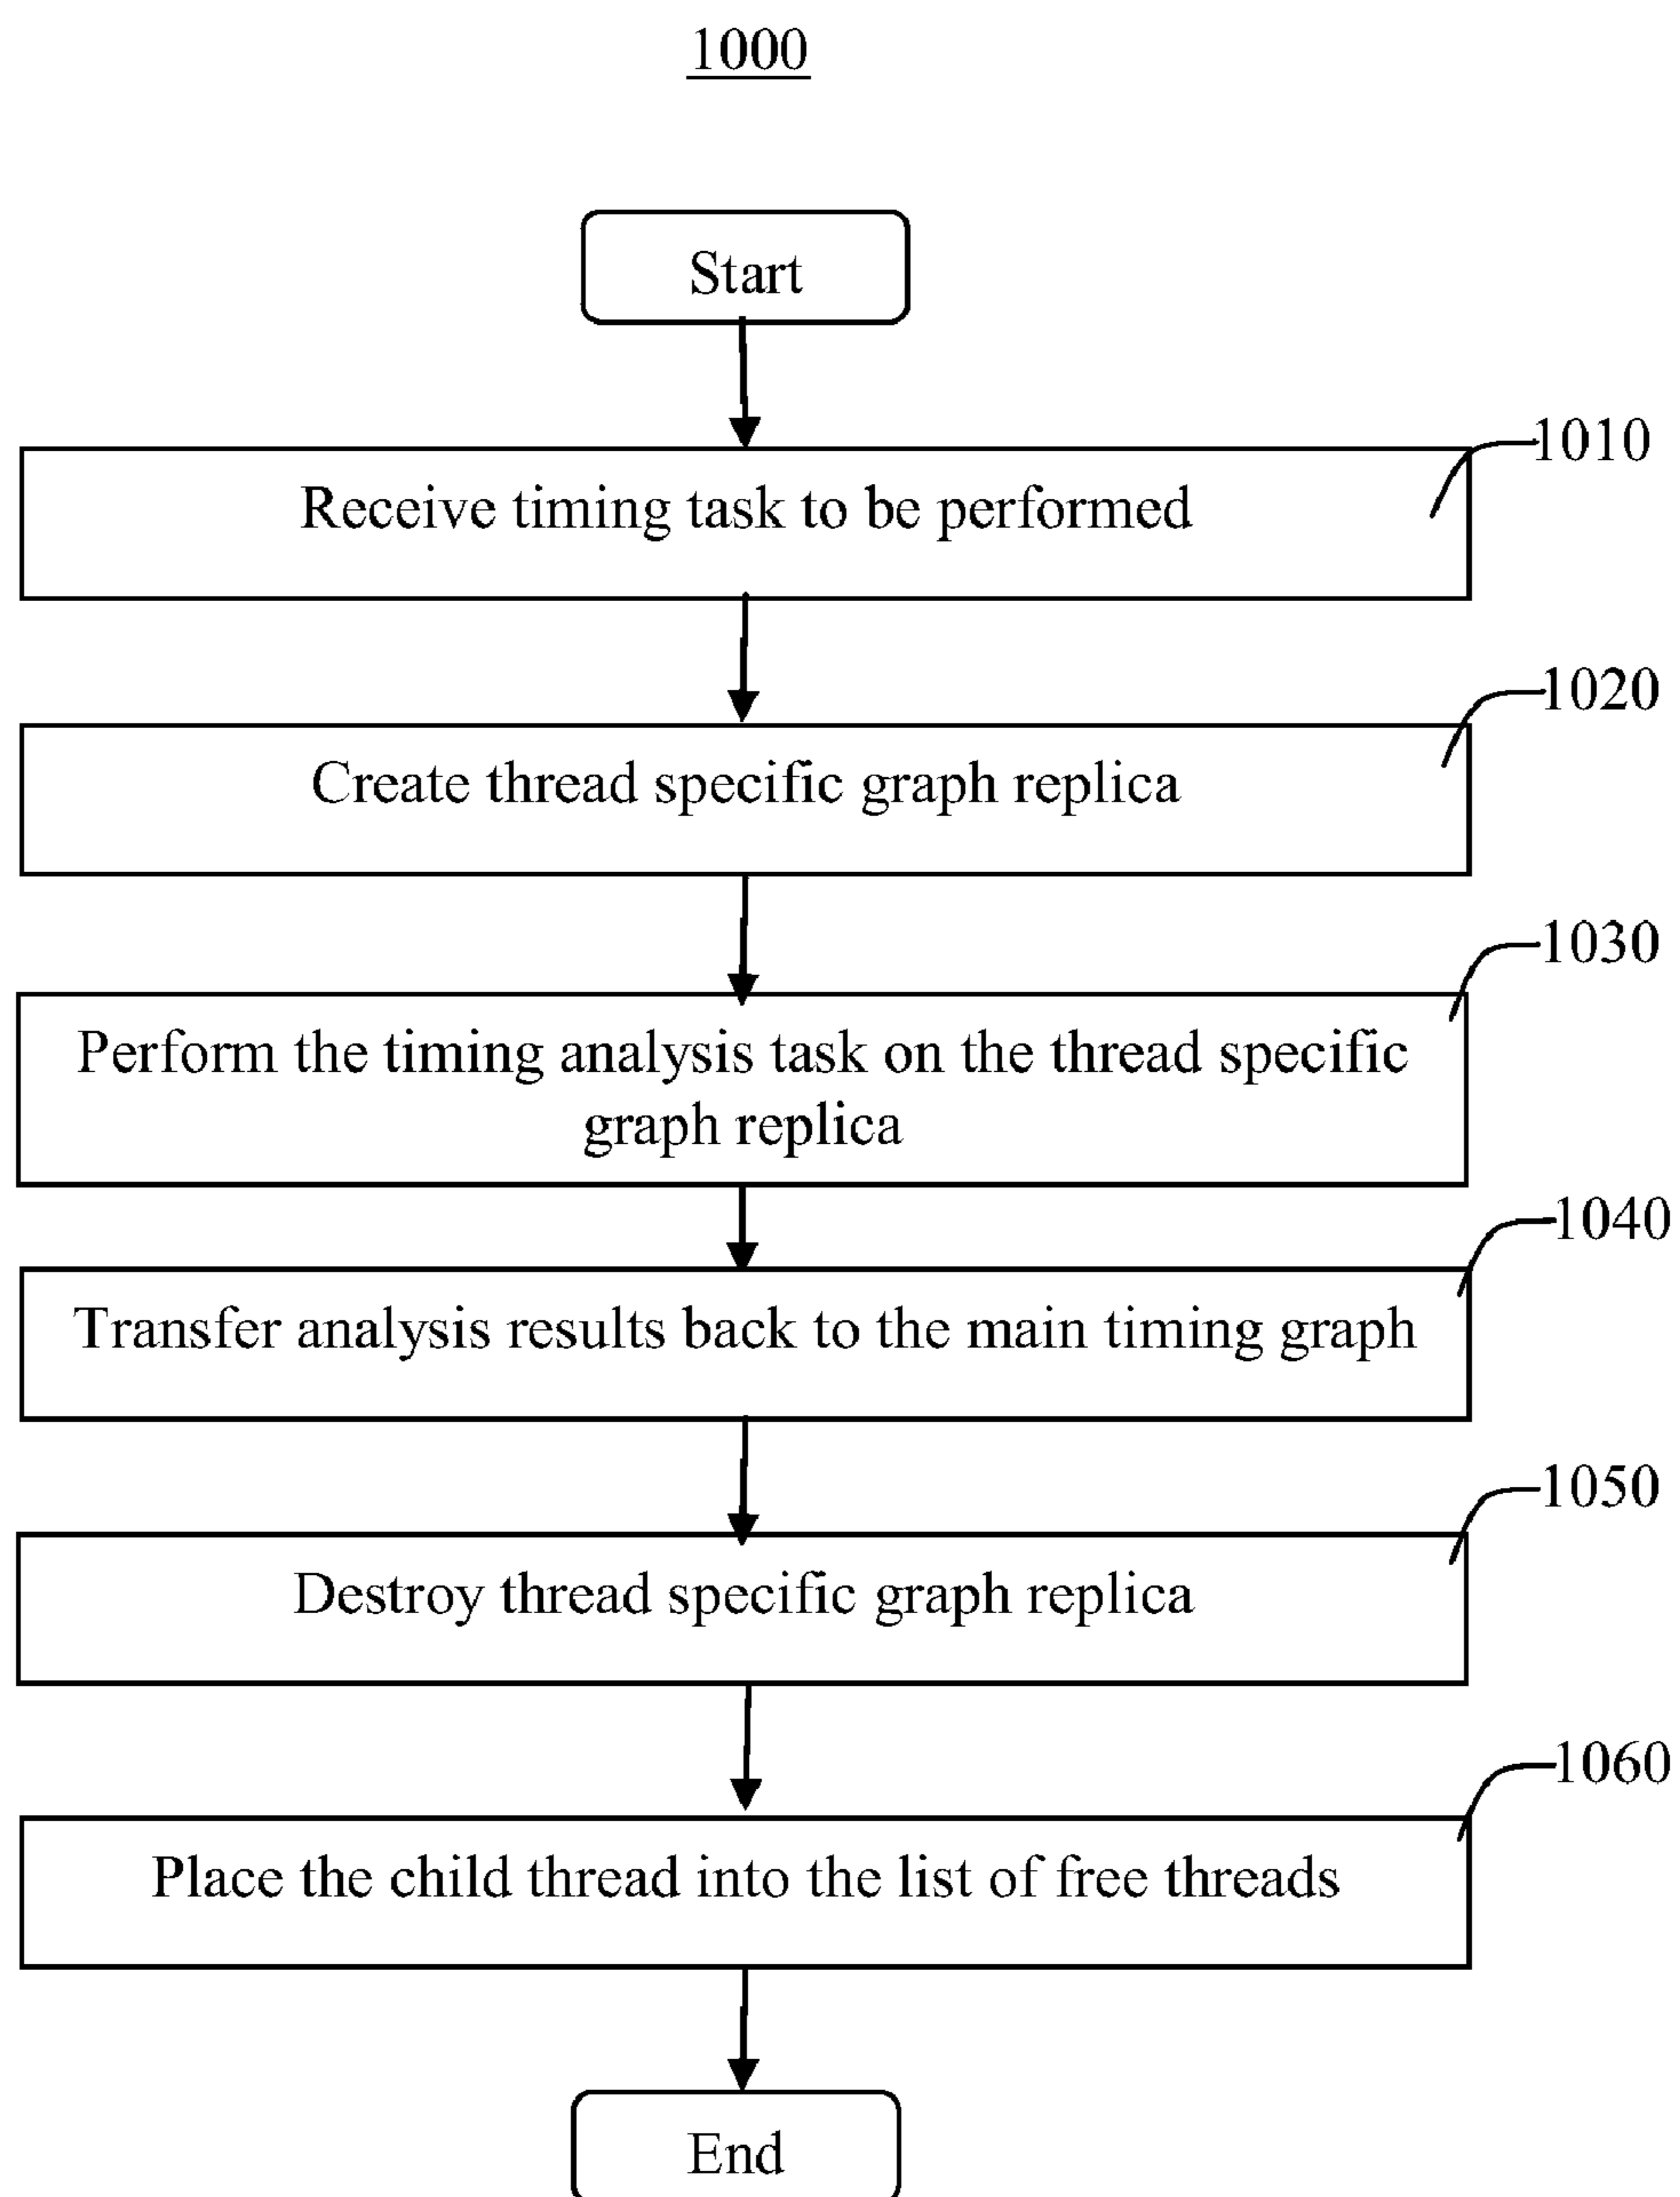 1000
Start
1010
Receive timing task to be performed
1020
Create thread specific graph replica
1030
Perform the timing analysis task on the thread specific
graph replica
1040
Transfer analysis results back to the main timing graph
1050
Destroy thread specific graph replica
1060
Place the child thread into the list of free threads
End